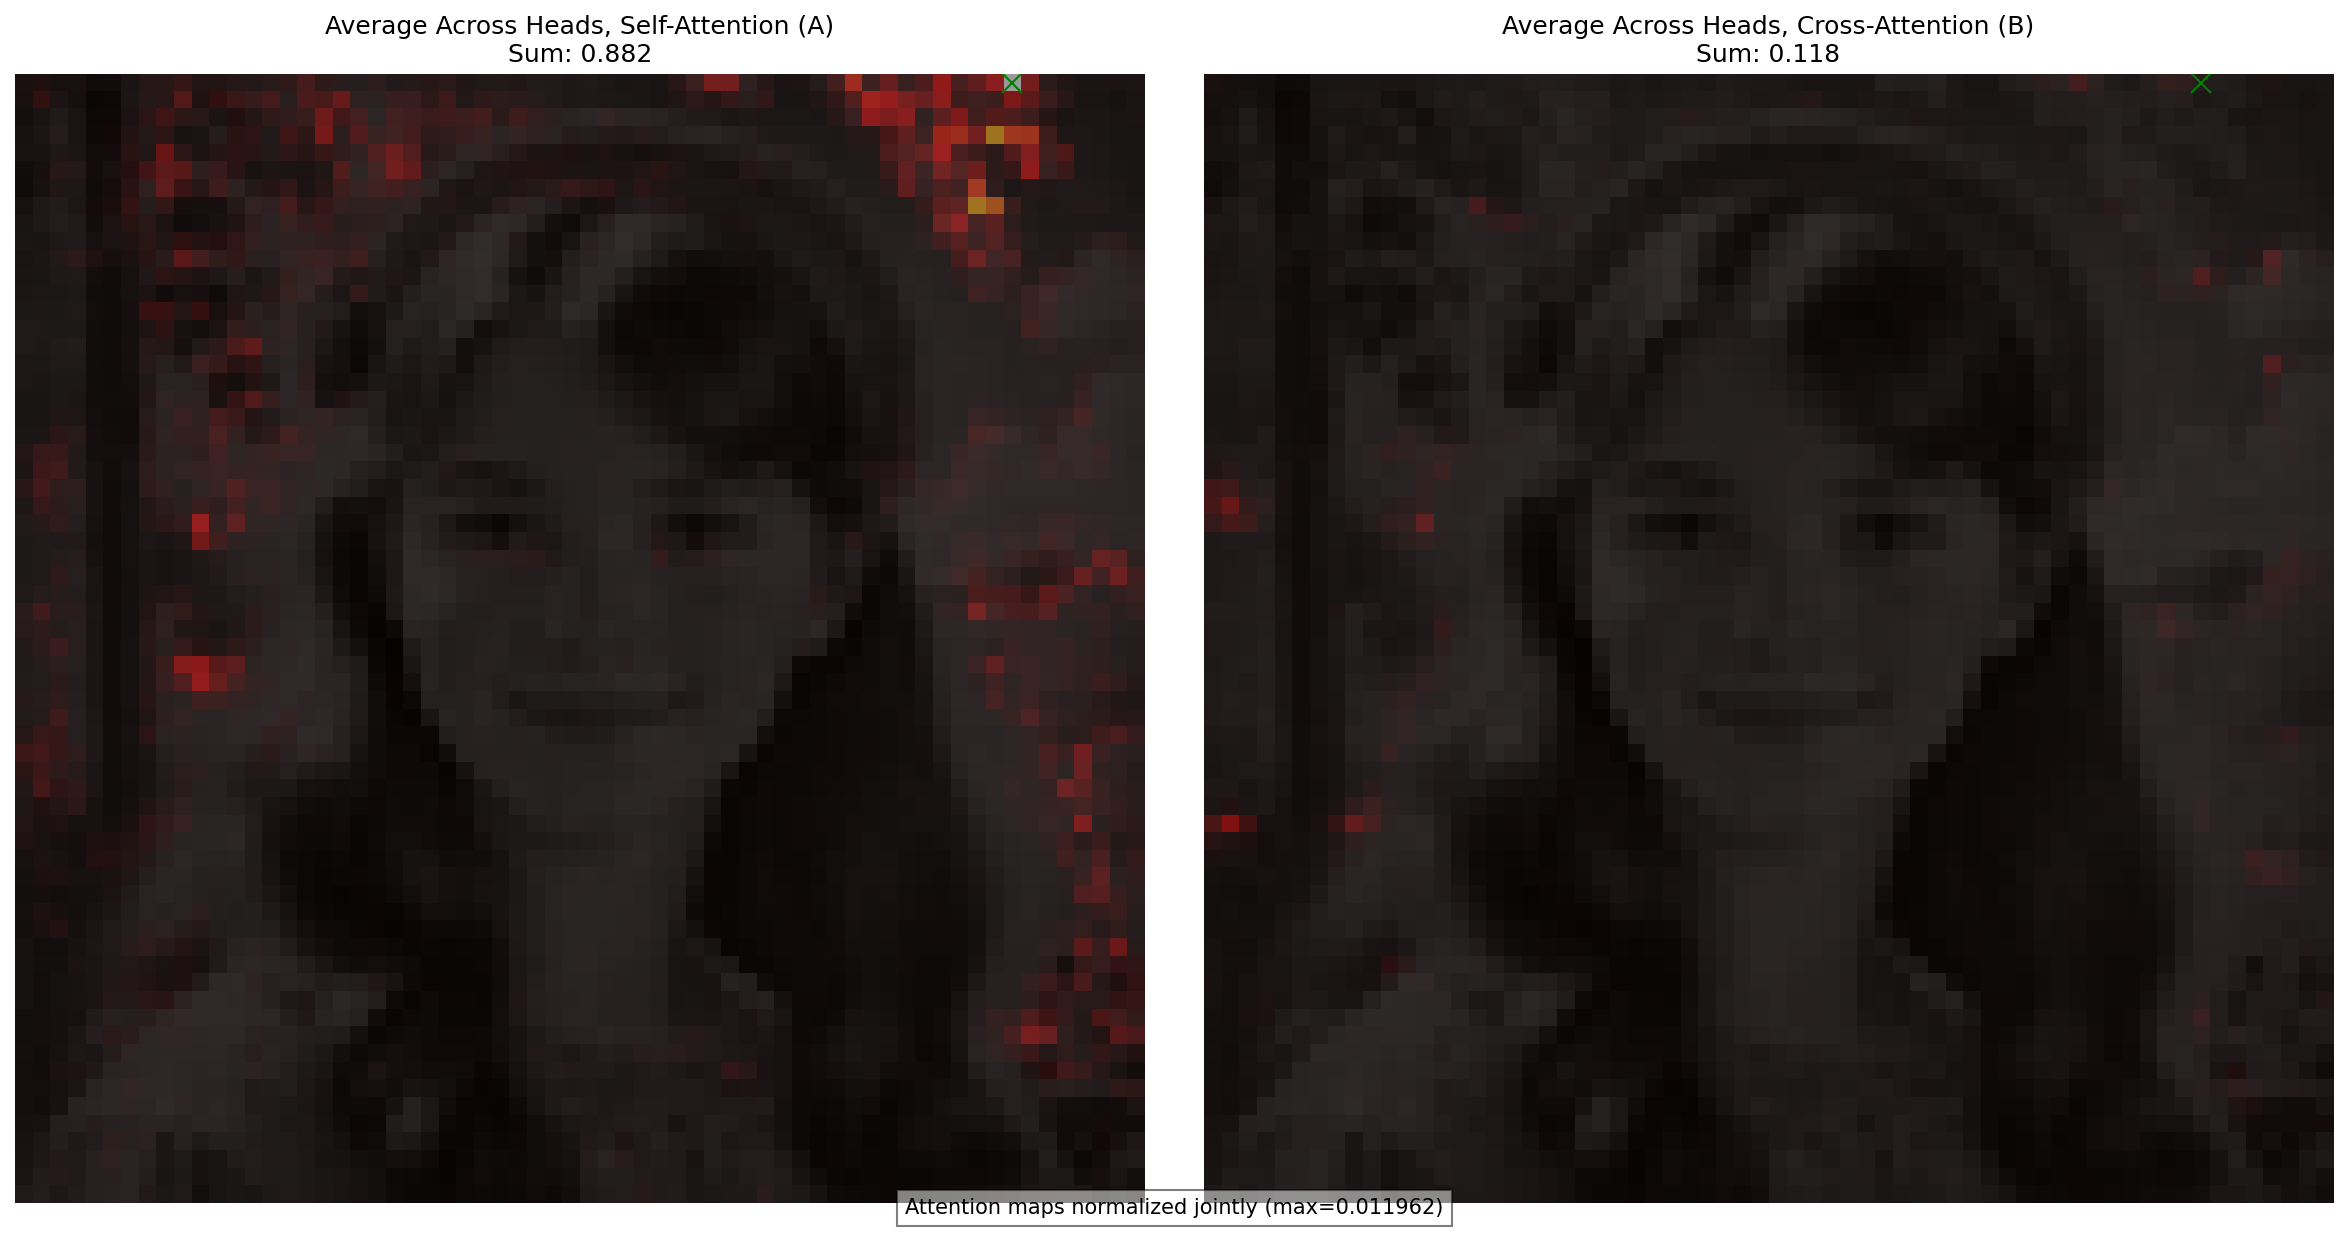 Average Across Heads, Self-Attention (A)
Sum: 0.882
Average Across Heads, Cross-Attention (B)
Sum: 0.118
Attention maps normalized jointly (max=0.011962)